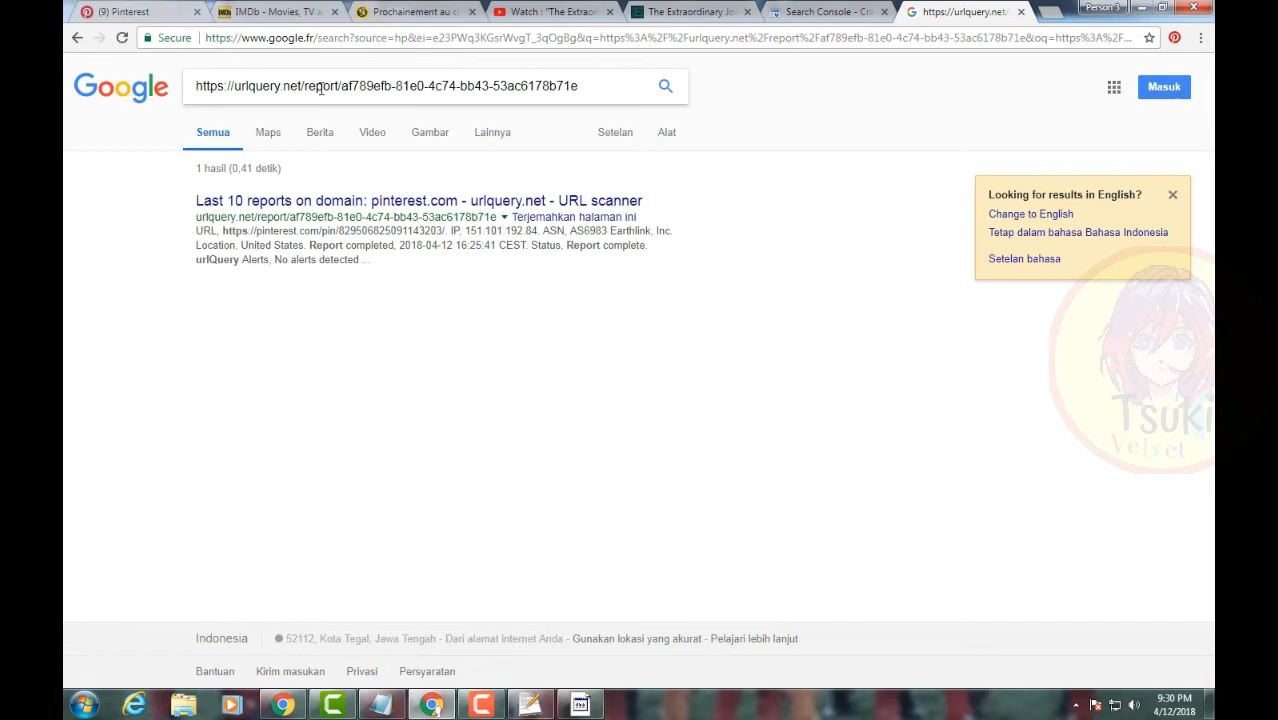 (6) Pinterest
IMDb - Movies, TV a
Prochainement au ci
Watch : "The Extraor
The Extraordinary Jo
Search Console - Cra
https://urlquery.net/
Person 3
Secure
https://www.google.fr/search?source=hp&ei=e23PWq3KGsrWvgT_3qOgBg&q=https%3A%2F%2Furlquery.net%2Freport%2Faf789efb-81e0-4c74-bb43-53ac6178b71e&oq=https%3A%2F...
Google
https://urlquery.net/report/af789efb-81e0-4c74-bb43-53ac6178b71e
Masuk
Semua Maps Berita Video Gambar Lainnya Setelan Alat
1 hasil (0,41 detik)
Last 10 reports on domain: pinterest.com - urlquery.net - URL scanner
urlquery.net/report/af789efb-81e0-4c74-bb43-53ac6178b71e Terjemahkan halaman ini
URL, https://pinterest.com/pin/829506825091143203/. IP, 151.101.192.84. ASN, AS6983 Earthlink, Inc.
Location, United States. Report completed, 2018-04-12 16:25:41 CEST. Status, Report complete.
urlQuery Alerts, No alerts detected ...
Looking for results in English?
Change to English
Tetap dalam bahasa Bahasa Indonesia
Setelan bahasa
Tsuki
Velvet
Indonesia
52112, Kota Tegal, Jawa Tengah - Dari alamat internet Anda - Gunakan lokasi yang akurat - Pelajari lebih lanjut
Bantuan Kirim masukan Privasi Persyaratan
9:30 PM
4/12/2018